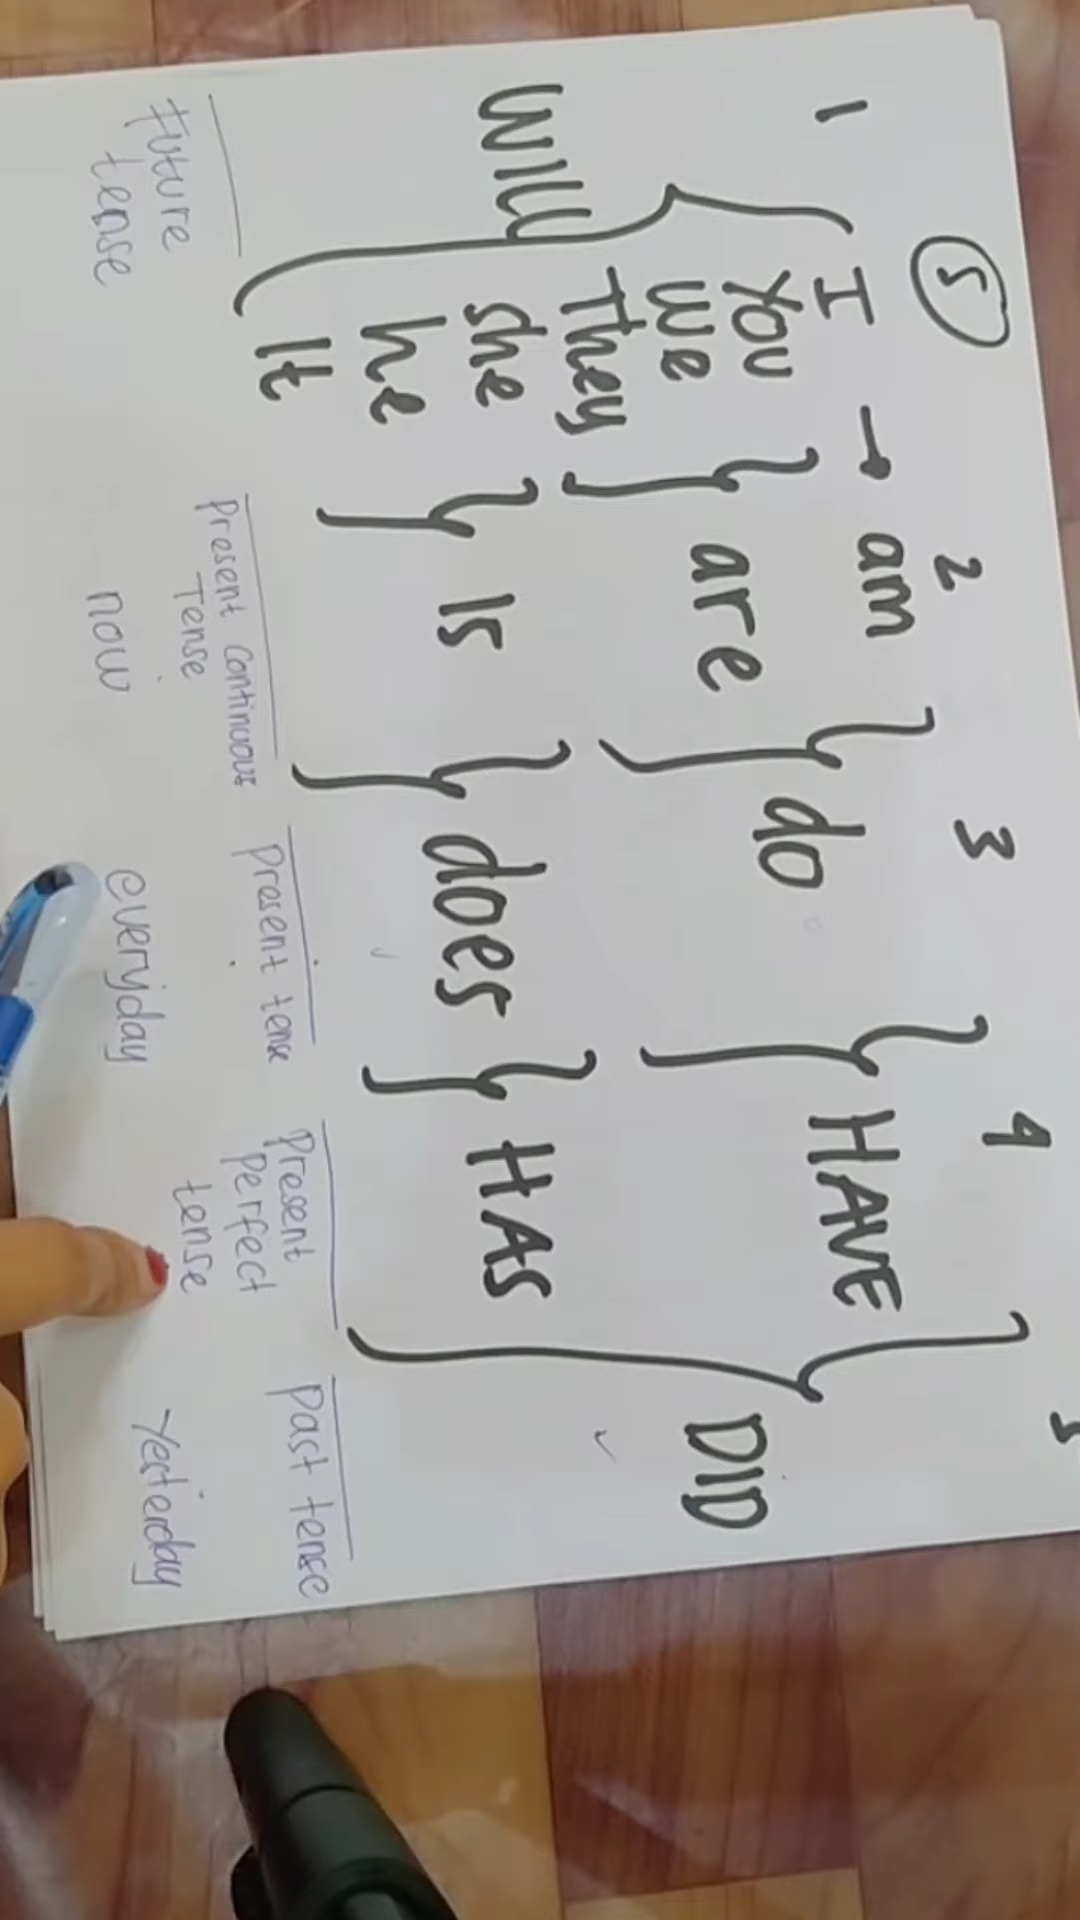 5
1 2 3 4 5
I → am
You
We
They
she
he
It
WILL
are
Is
do
does
HAVE
HAS
DID
Future
tense
Present continuous
Tense
now
Present tense
everyday
Present
Perfect
tense
Past tense
Yesterday